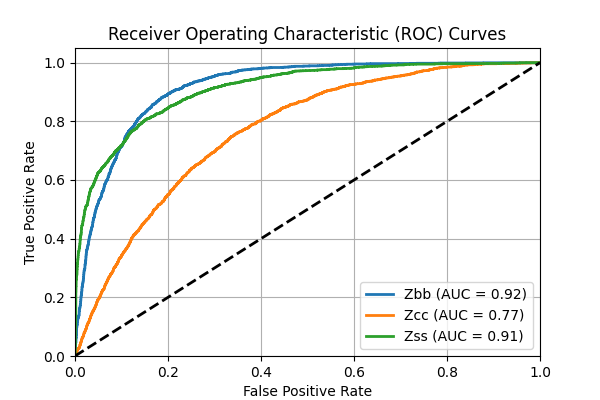 Receiver Operating Characteristic (ROC) Curves
1.0
0.8
0.6
0.4
0.2
0.0
True Positive Rate
Zbb (AUC = 0.92)
Zcc (AUC = 0.77)
Zss (AUC = 0.91)
0.0 0.2 0.4 0.6 0.8 1.0
False Positive Rate